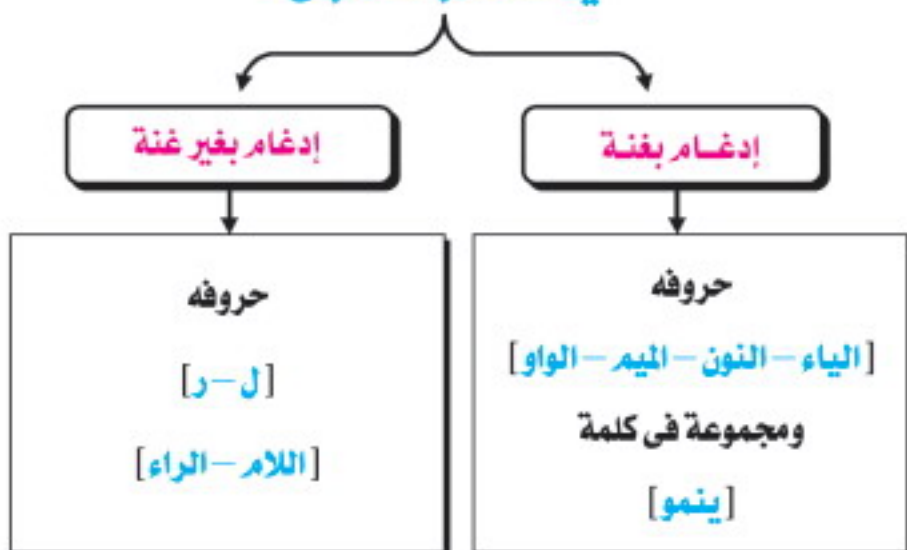 إدغام بغنة
إدغام بغير غنة
حروفه
[الياء – النون – الميم – الواو]
ومجموعة فى كلمة
[ينمو]
حروفه
[ل – ر]
[اللام – الراء]